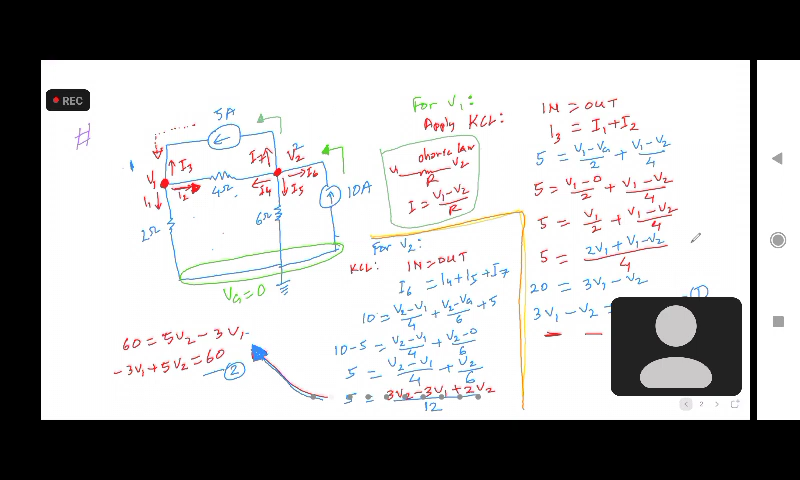 REC
#
5A
I3
I7
V2
V1
I6
I1
I2
4Ω
I4
I5
10A
2Ω
6Ω
VG = 0
60 = 5V2 - 3V1
-3V1 + 5V2 = 60
2
For V1:
Apply KCL:
ohms law
V1 V2
R
I = V1-V2/R
For V2:
KCL: IN = OUT
I6 = I4 + I5 + I7
10 = V2-V1/4 + V2-VG/6 + 5
10-5 = V2-V1/4 + V2-0/6
5 = V2-V1/4 + V2/6
5 = 3V2-3V1+2V2/12
IN = OUT
I3 = I1 + I2
5 = V1-VG/2 + V1-V2/4
5 = V1-0/2 + V1-V2/4
5 = V1/2 + V1-V2/4
5 = 2V1+V1-V2/4
20 = 3V1 - V2
3V1 - V2 =
2